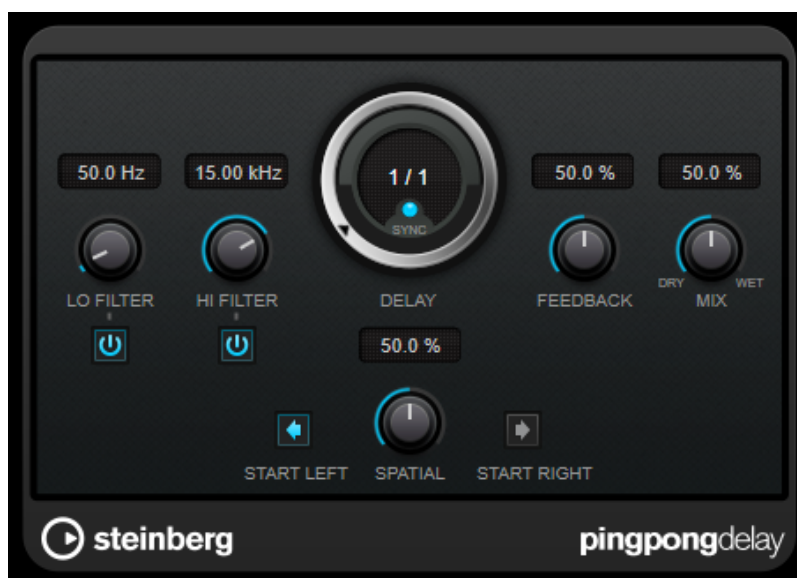 50.0 Hz
15.00 kHz
1 / 1
SYNC
50.0 %
50.0 %
LO FILTER
HI FILTER
DELAY
FEEDBACK
DRY
WET
MIX
50.0 %
START LEFT
SPATIAL
START RIGHT
steinberg
pingpongdelay